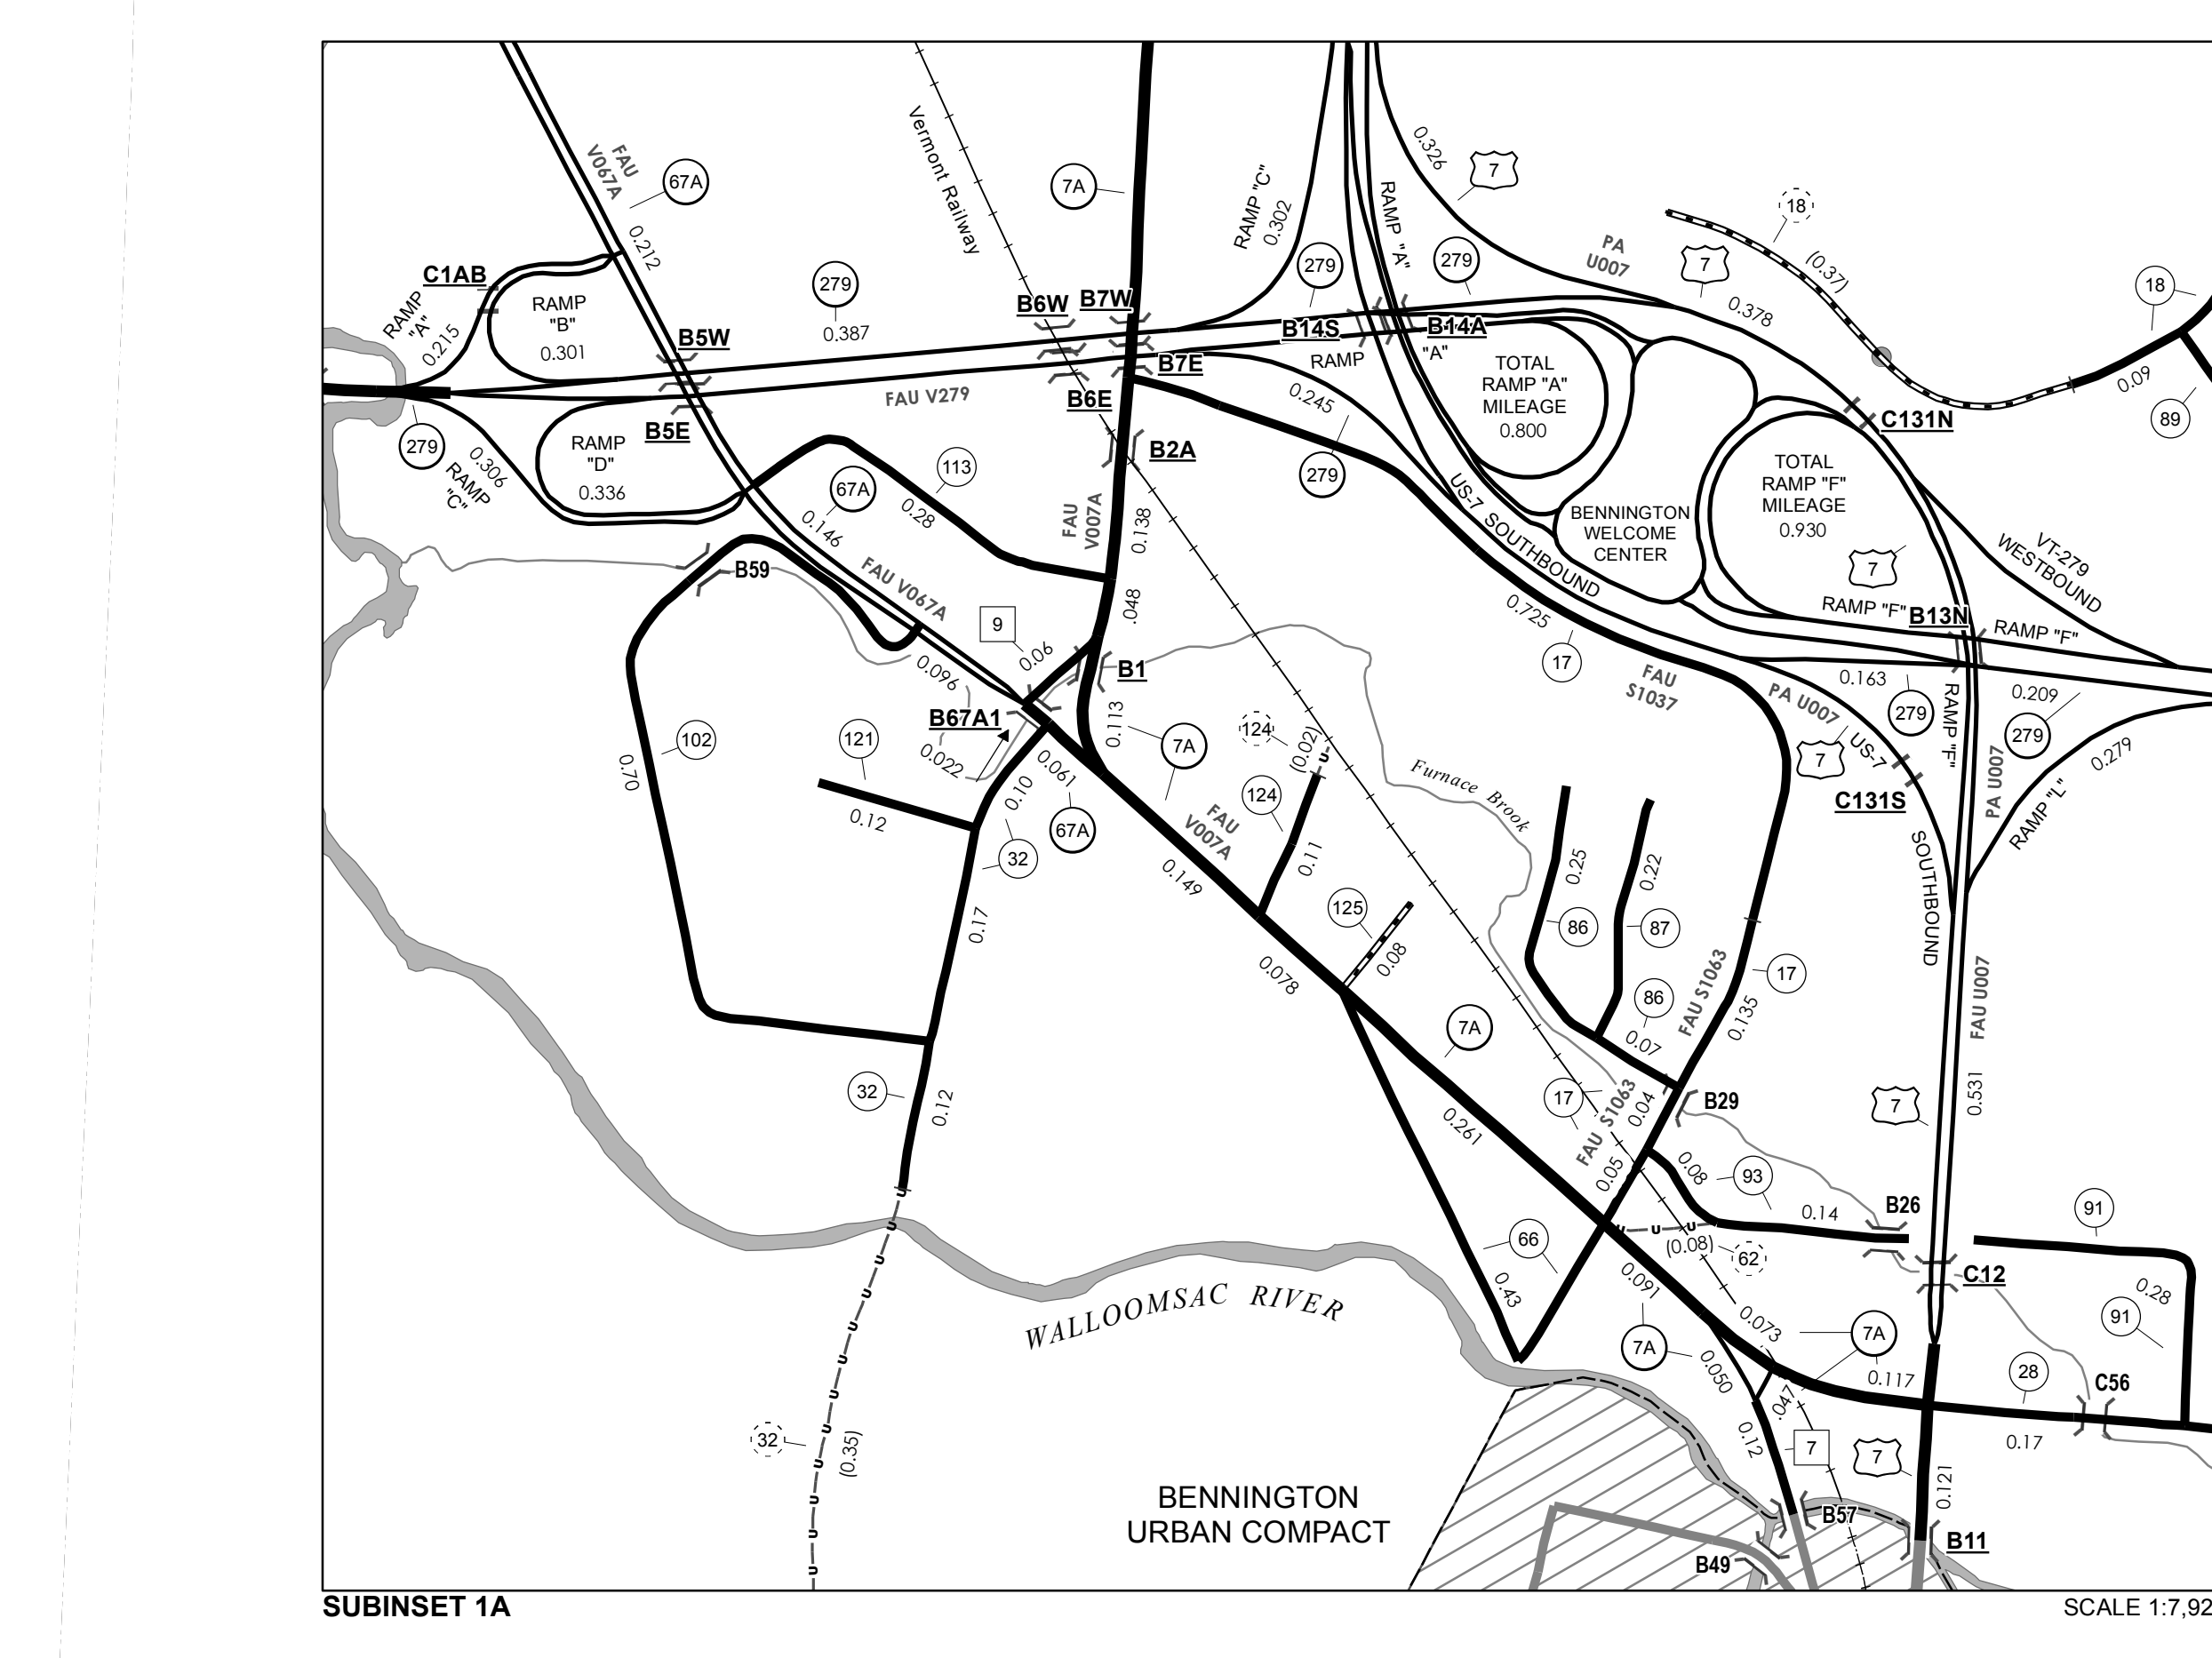 FAU
V067A
67A
0.212
Vermont Railway
7A
RAMP "C"
0.302
RAMP "A"
0.326
7
18
(0.37)
PA
U007
7
0.378
18
0.09
89
C1AB
RAMP
"A"
0.215
RAMP
"B"
0.301
B5W
279
0.387
B6W
B7W
279
279
B14S
B14A
RAMP
"A"
B7E
B6E
FAU V279
B5E
279
0.306
RAMP
"C"
RAMP
"D"
0.336
0.245
279
B2A
TOTAL
RAMP "A"
MILEAGE
0.800
C131N
TOTAL
RAMP "F"
MILEAGE
0.930
BENNINGTON
WELCOME
CENTER
US-7 SOUTHBOUND
67A
0.146
113
0.28
FAU
V007A
0.138
FAU V067A
.048
B59
9
0.06
B1
0.096
B67A1
0.022
0.113
7A
0.725
17
FAU
S1037
7
VT-279
WESTBOUND
RAMP "F"
B13N
RAMP "F"
0.163
279
0.209
279
PA U007
US-7
7
RAMP "F"
PA U007
C131S
SOUTHBOUND
RAMP "L"
0.279
102
0.70
121
0.12
0.10
0.061
67A
32
0.17
124
(0.02)
124
0.11
FAU
V007A
0.149
Furnace Brook
125
0.08
0.078
0.25
86
0.22
87
86
0.07
FAU S1063
17
0.135
FAU U007
7
0.531
7A
0.261
32
0.12
17
FAU S1063
0.04
0.05
B29
0.08
93
0.14
B26
91
66
0.43
(0.08)
62
C12
0.28
91
WALLOOMSAC RIVER
0.091
7A
0.073
7A
0.050
.047
0.117
28
C56
0.17
32
(0.35)
0.12
7
7
0.121
BENNINGTON
URBAN COMPACT
B57
B49
B11
SUBINSET 1A
SCALE 1:7,92